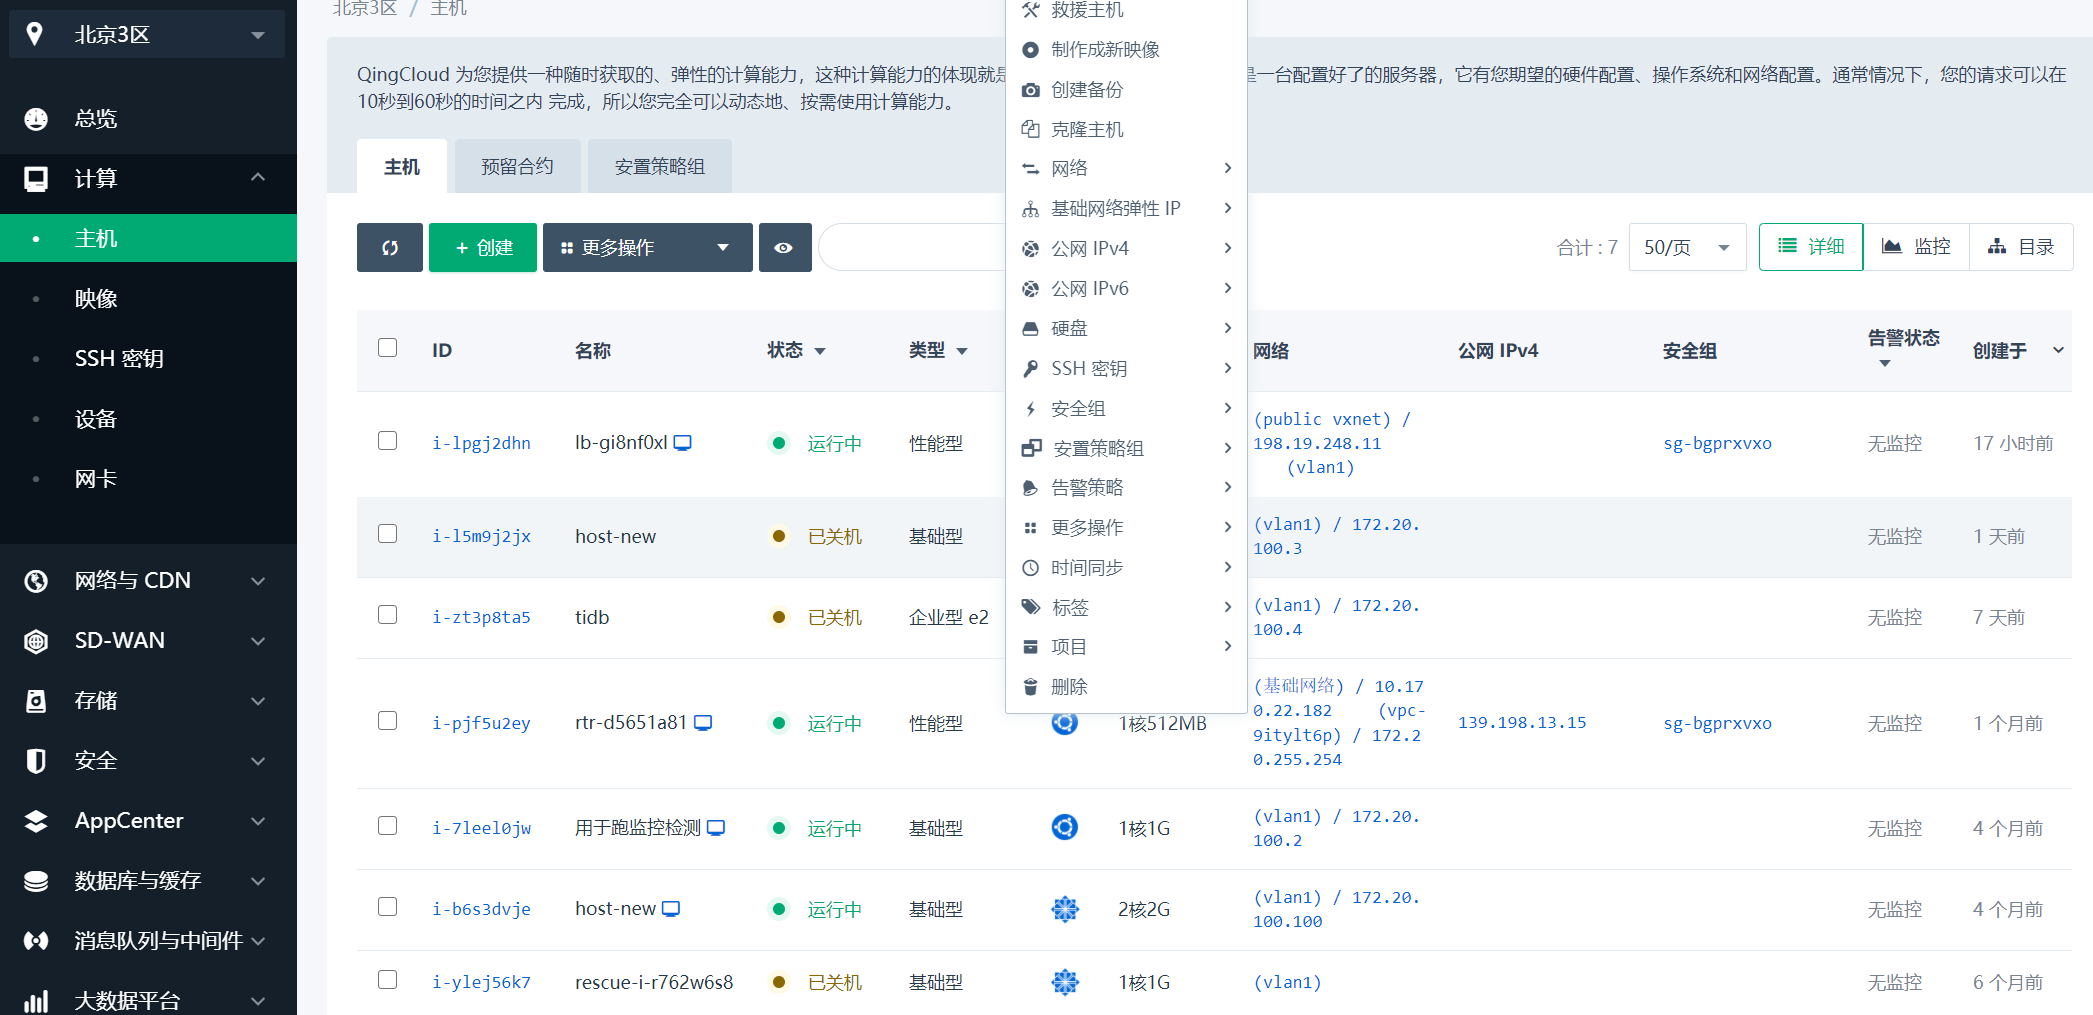 北京3区
总览
计算
主机
映像
SSH 密钥
设备
网卡
网络与 CDN
SD-WAN
存储
安全
AppCenter
数据库与缓存
消息队列与中间件
大数据平台
北京3区 / 主机
QingCloud 为您提供一种随时获取的、弹性的计算能力，这种计算能力的体现就是
是一台配置好了的服务器，它有您期望的硬件配置、操作系统和网络配置。通常情况下，您的请求可以在
10秒到60秒的时间之内 完成，所以您完全可以动态地、按需使用计算能力。
主机 预留合约 安置策略组
+ 创建 更多操作
合计 : 7 50/页 详细 监控 目录
救援主机
制作成新映像
创建备份
克隆主机
网络
基础网络弹性 IP
公网 IPv4
公网 IPv6
硬盘
SSH 密钥
安全组
安置策略组
告警策略
更多操作
时间同步
标签
项目
删除
ID 名称 状态 类型 网络 公网 IPv4 安全组 告警状态 创建于
i-lpgj2dhn lb-gi8nf0xl 运行中 性能型 (public vxnet) /
198.19.248.11
(vlan1) sg-bgprxvxo 无监控 17 小时前
i-l5m9j2jx host-new 已关机 基础型 (vlan1) / 172.20.
100.3 无监控 1 天前
i-zt3p8ta5 tidb 已关机 企业型 e2 (vlan1) / 172.20.
100.4 无监控 7 天前
i-pjf5u2ey rtr-d5651a81 运行中 性能型 1核512MB (基础网络) / 10.17
0.22.182 (vpc-
9itylt6p) / 172.2
0.255.254 139.198.13.15 sg-bgprxvxo 无监控 1 个月前
i-7leel0jw 用于跑监控检测 运行中 基础型 1核1G (vlan1) / 172.20.
100.2 无监控 4 个月前
i-b6s3dvje host-new 运行中 基础型 2核2G (vlan1) / 172.20.
100.100 无监控 4 个月前
i-ylej56k7 rescue-i-r762w6s8 已关机 基础型 1核1G (vlan1) 无监控 6 个月前